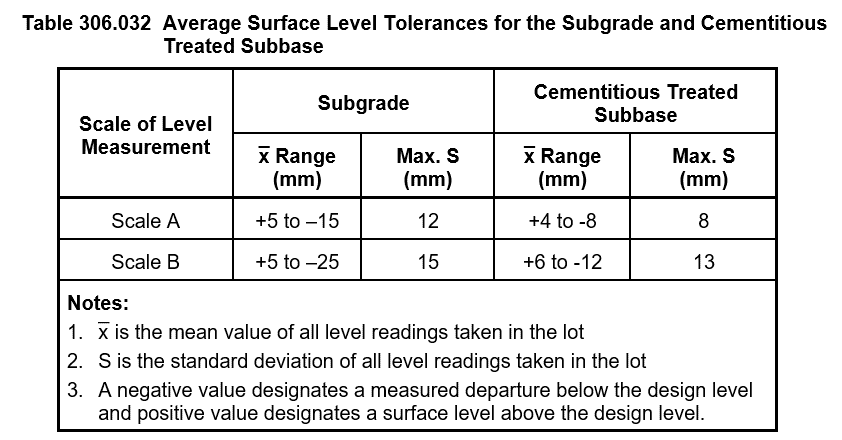 Table 306.032 Average Surface Level Tolerances for the Subgrade and Cementitious
Treated Subbase
Scale of Level
Measurement
Subgrade
Cementitious Treated
Subbase
x̅ Range
(mm)
Max. S
(mm)
x̅ Range
(mm)
Max. S
(mm)
Scale A +5 to –15 12 +4 to -8 8
Scale B +5 to –25 15 +6 to -12 13
Notes:
1. x̅ is the mean value of all level readings taken in the lot
2. S is the standard deviation of all level readings taken in the lot
3. A negative value designates a measured departure below the design level
and positive value designates a surface level above the design level.